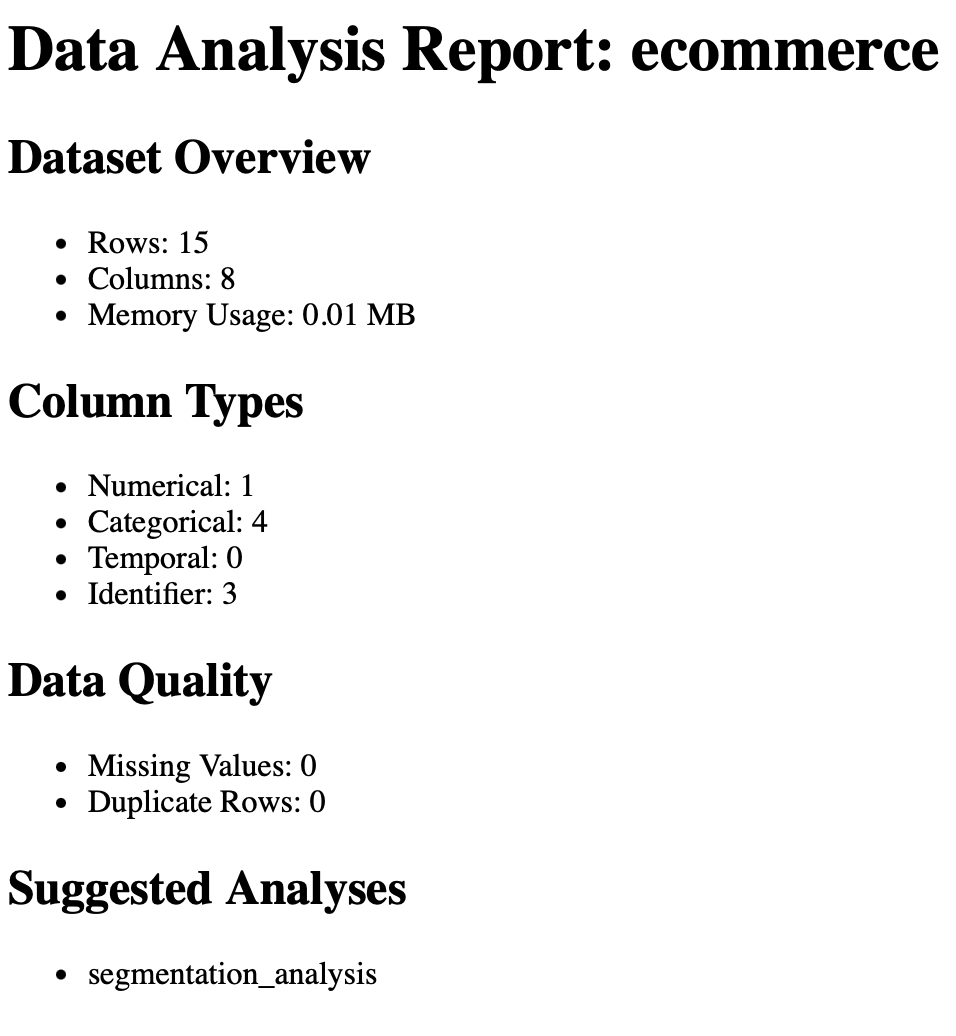 Data Analysis Report: ecommerce
Dataset Overview
• Rows: 15
• Columns: 8
• Memory Usage: 0.01 MB
Column Types
• Numerical: 1
• Categorical: 4
• Temporal: 0
• Identifier: 3
Data Quality
• Missing Values: 0
• Duplicate Rows: 0
Suggested Analyses
• segmentation_analysis